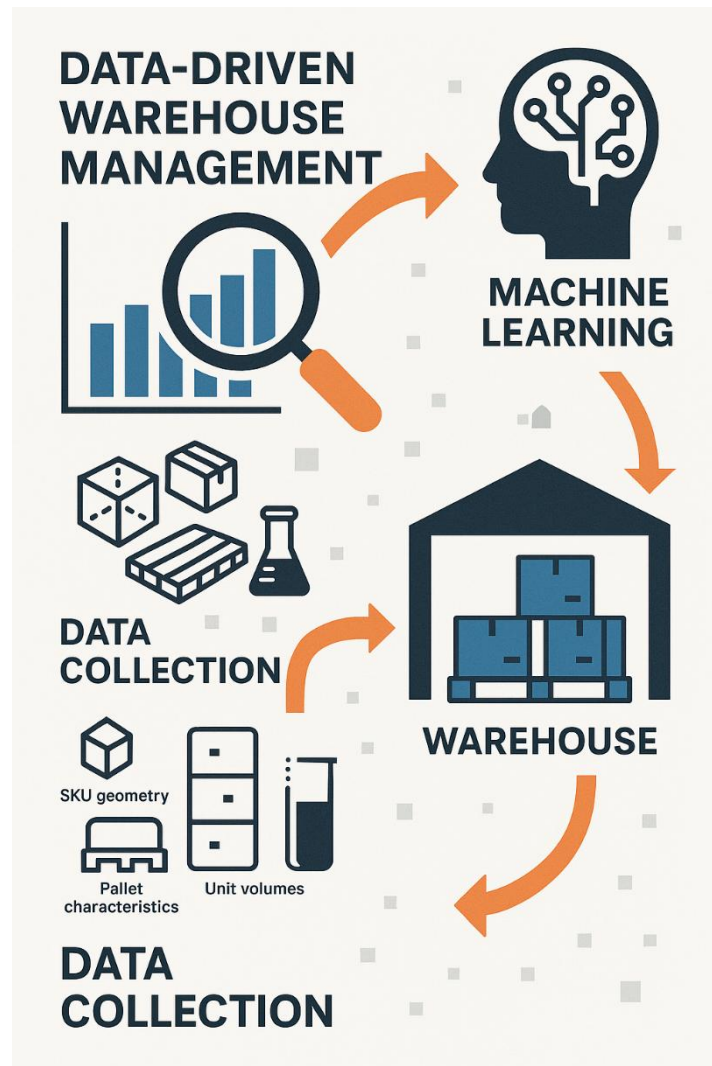 DATA-DRIVEN
WAREHOUSE
MANAGEMENT
MACHINE
LEARNING
DATA
COLLECTION
WAREHOUSE
SKU geometry
Pallet
characteristics
Unit volumes
DATA
COLLECTION